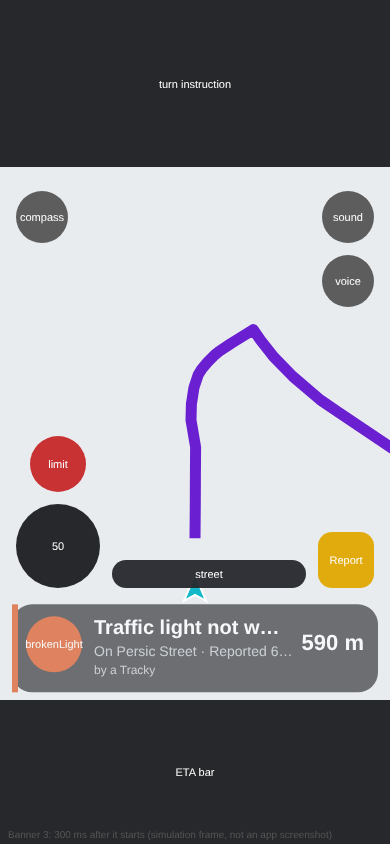 turn instruction
compass
sound
voice
limit
50
Report
street
brokenLight
Traffic light not w…
On Persic Street · Reported 6…
590 m
by a Tracky
ETA bar
Banner 3: 300 ms after it starts (simulation frame, not an app screenshot)